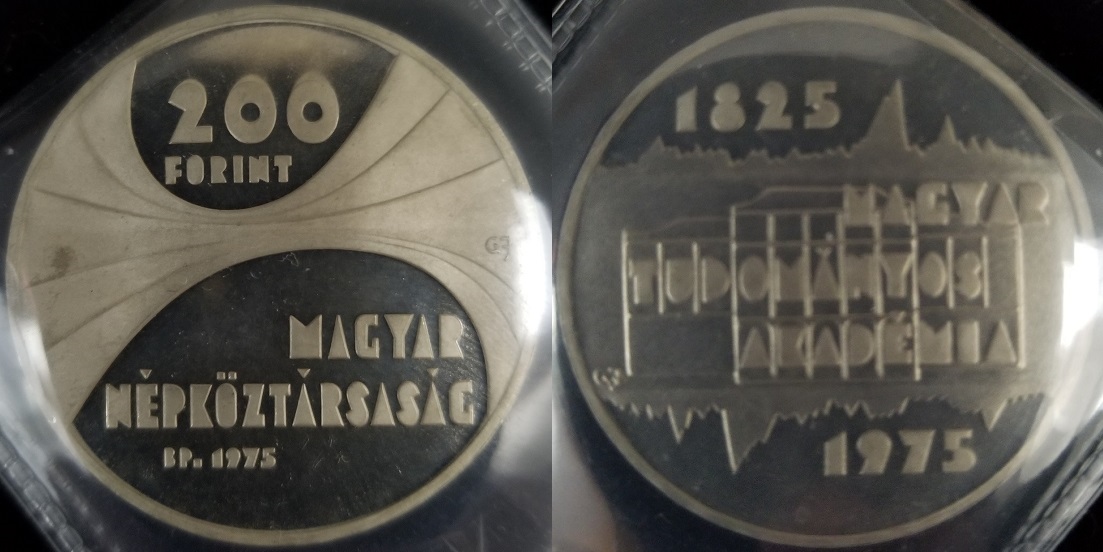 200
FORINT
MAGYAR
NÉPKÖZTÁRSASÁG
BP. 1975
1825
MAGYAR
TUDOMÁNYOS
AKADÉMIA
1975